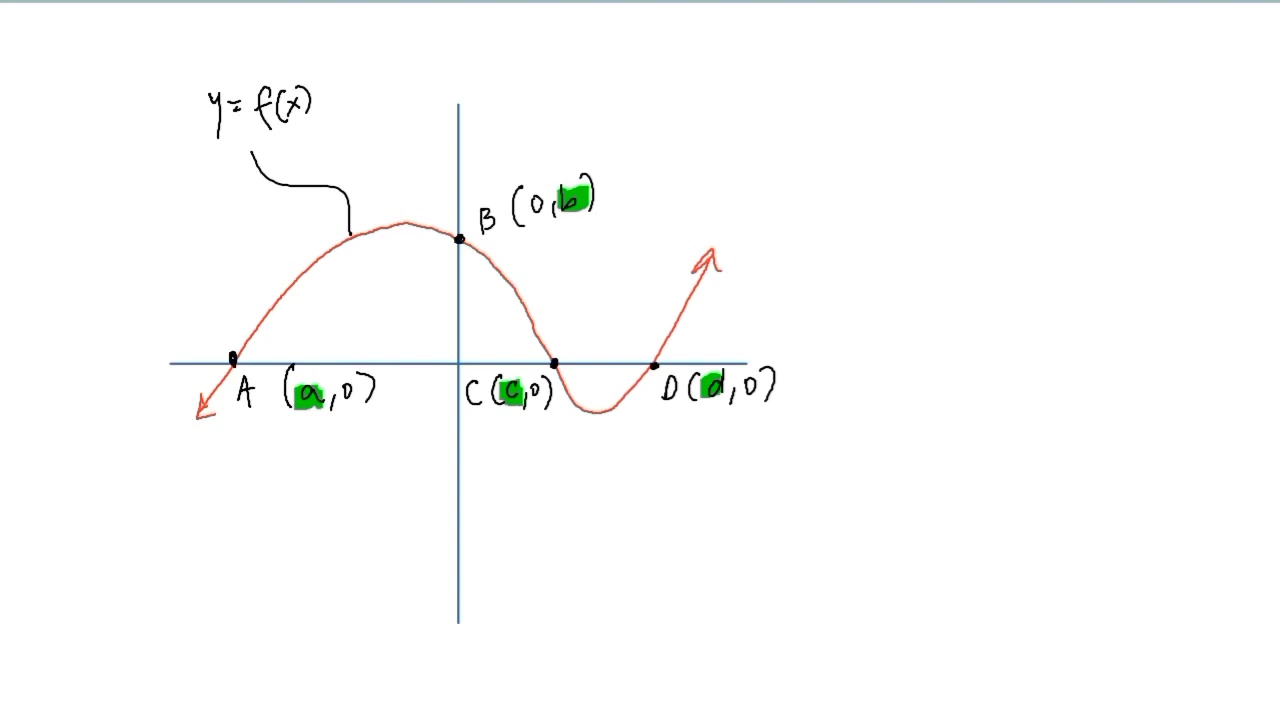 y = f(x)
B (0,b)
A (a,0)
C (c,0)
D (d,0)